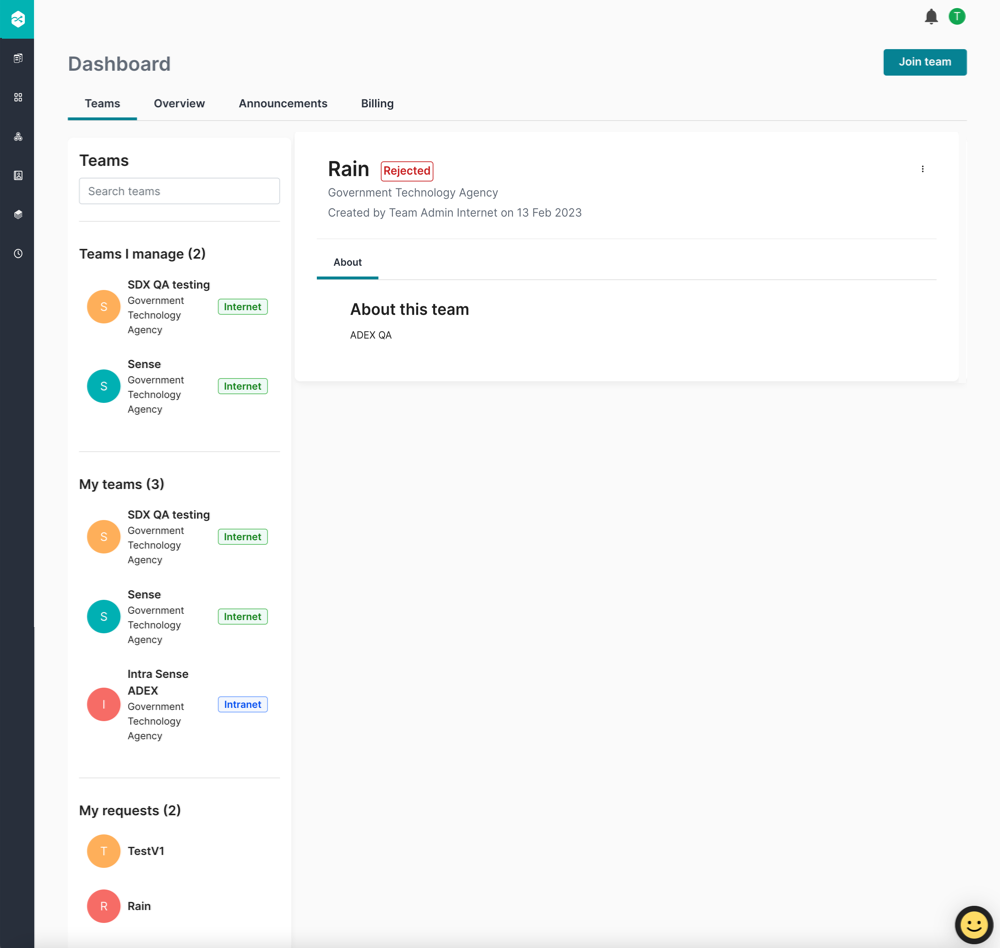 T
Dashboard
Join team
Teams
Overview
Announcements
Billing
Teams
Search teams
Teams I manage (2)
S
SDX QA testing
Government
Technology
Agency
Internet
S
Sense
Government
Technology
Agency
Internet
My teams (3)
S
SDX QA testing
Government
Technology
Agency
Internet
S
Sense
Government
Technology
Agency
Internet
I
Intra Sense
ADEX
Government
Technology
Agency
Intranet
My requests (2)
T
TestV1
R
Rain
Rain
Rejected
Government Technology Agency
Created by Team Admin Internet on 13 Feb 2023
About
About this team
ADEX QA